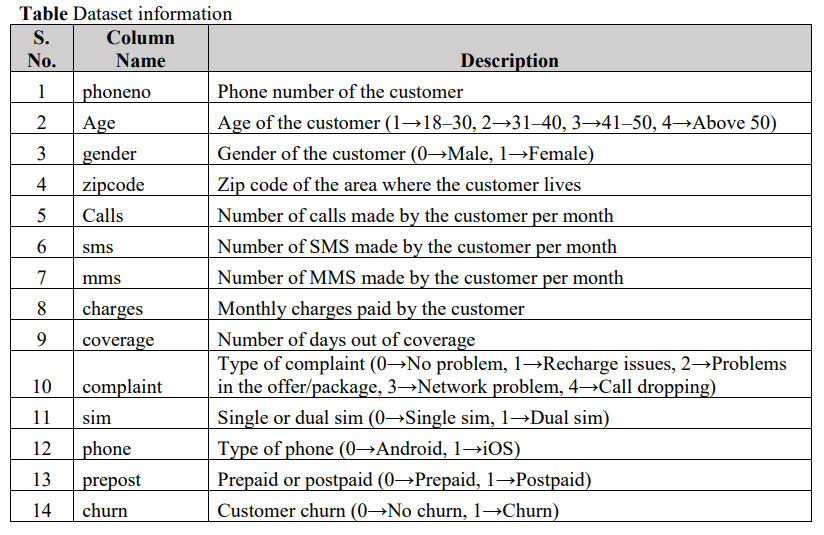 Table Dataset information
S. No. Column Name Description
1 phoneno Phone number of the customer
2 Age Age of the customer (1→18–30, 2→31–40, 3→41–50, 4→Above 50)
3 gender Gender of the customer (0→Male, 1→Female)
4 zipcode Zip code of the area where the customer lives
5 Calls Number of calls made by the customer per month
6 sms Number of SMS made by the customer per month
7 mms Number of MMS made by the customer per month
8 charges Monthly charges paid by the customer
9 coverage Number of days out of coverage
Type of complaint (0→No problem, 1→Recharge issues, 2→Problems
10 complaint in the offer/package, 3→Network problem, 4→Call dropping)
11 sim Single or dual sim (0→Single sim, 1→Dual sim)
12 phone Type of phone (0→Android, 1→iOS)
13 prepost Prepaid or postpaid (0→Prepaid, 1→Postpaid)
14 churn Customer churn (0→No churn, 1→Churn)